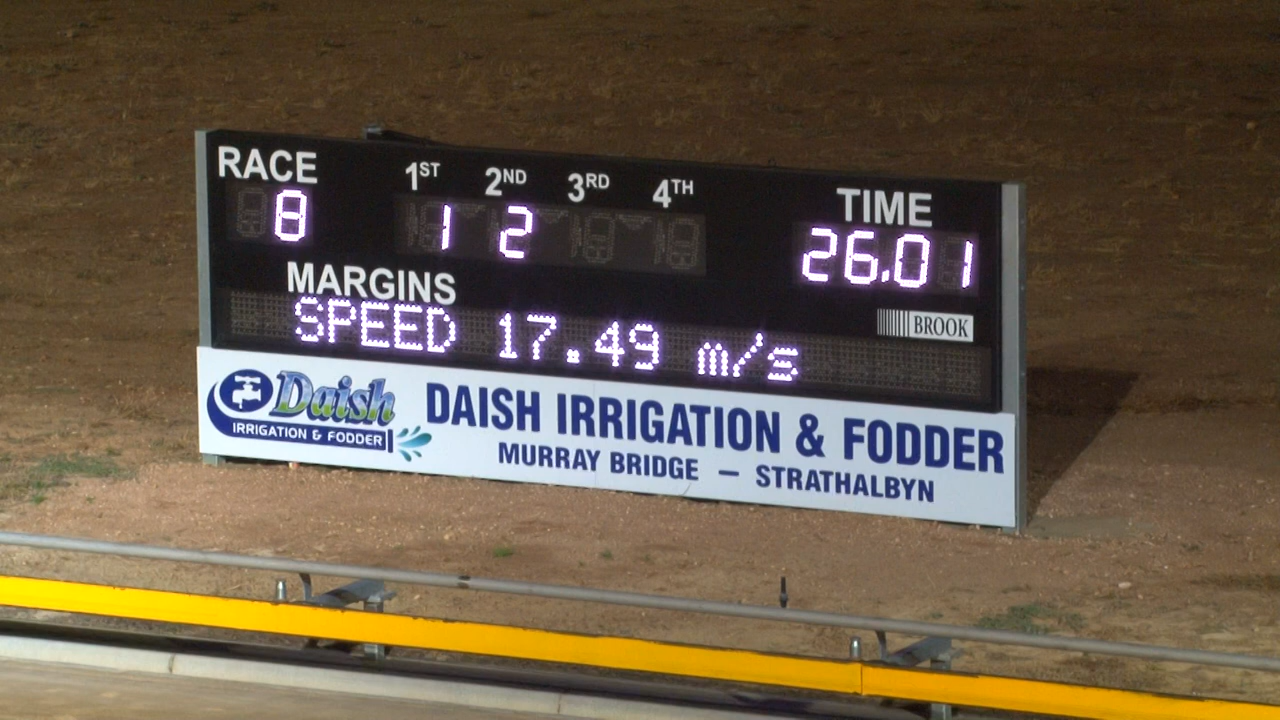 RACE 1ST 2ND 3RD 4TH TIME
8 1 2 26.01
MARGINS
SPEED 17.49 m/s
BROOK
Daish
IRRIGATION & FODDER
DAISH IRRIGATION & FODDER
MURRAY BRIDGE — STRATHALBYN